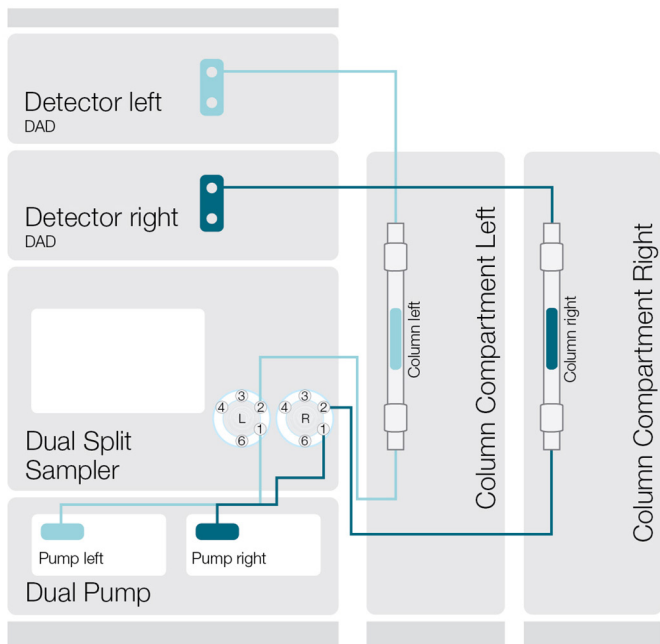 Detector left
DAD
Detector right
DAD
Column Compartment Left
Column Compartment Right
Column left
Column right
3
4
2
L
1
6
3
4
2
R
1
6
Dual Split
Sampler
Pump left
Pump right
Dual Pump